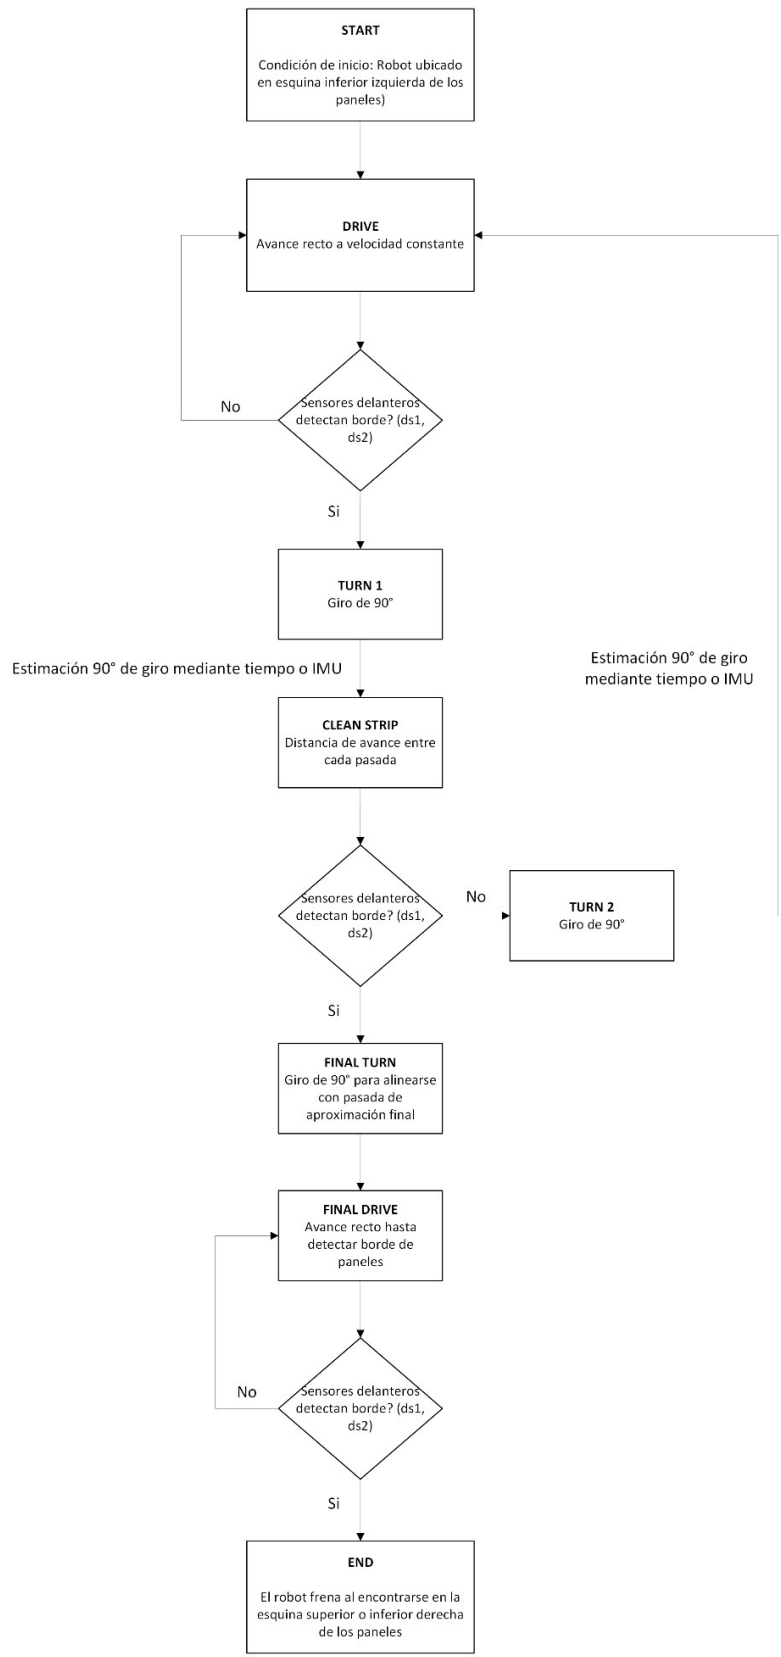 START
Condición de inicio: Robot ubicado
en esquina inferior izquierda de los
paneles)
DRIVE
Avance recto a velocidad constante
Sensores delanteros
detectan borde? (ds1,
ds2)
No
Si
TURN 1
Giro de 90°
Estimación 90° de giro mediante tiempo o IMU
Estimación 90° de giro
mediante tiempo o IMU
CLEAN STRIP
Distancia de avance entre
cada pasada
Sensores delanteros
detectan borde? (ds1,
ds2)
No
TURN 2
Giro de 90°
Si
FINAL TURN
Giro de 90° para alinearse
con pasada de
aproximación final
FINAL DRIVE
Avance recto hasta
detectar borde de
paneles
Sensores delanteros
detectan borde? (ds1,
ds2)
No
Si
END
El robot frena al encontrarse en la
esquina superior o inferior derecha
de los paneles